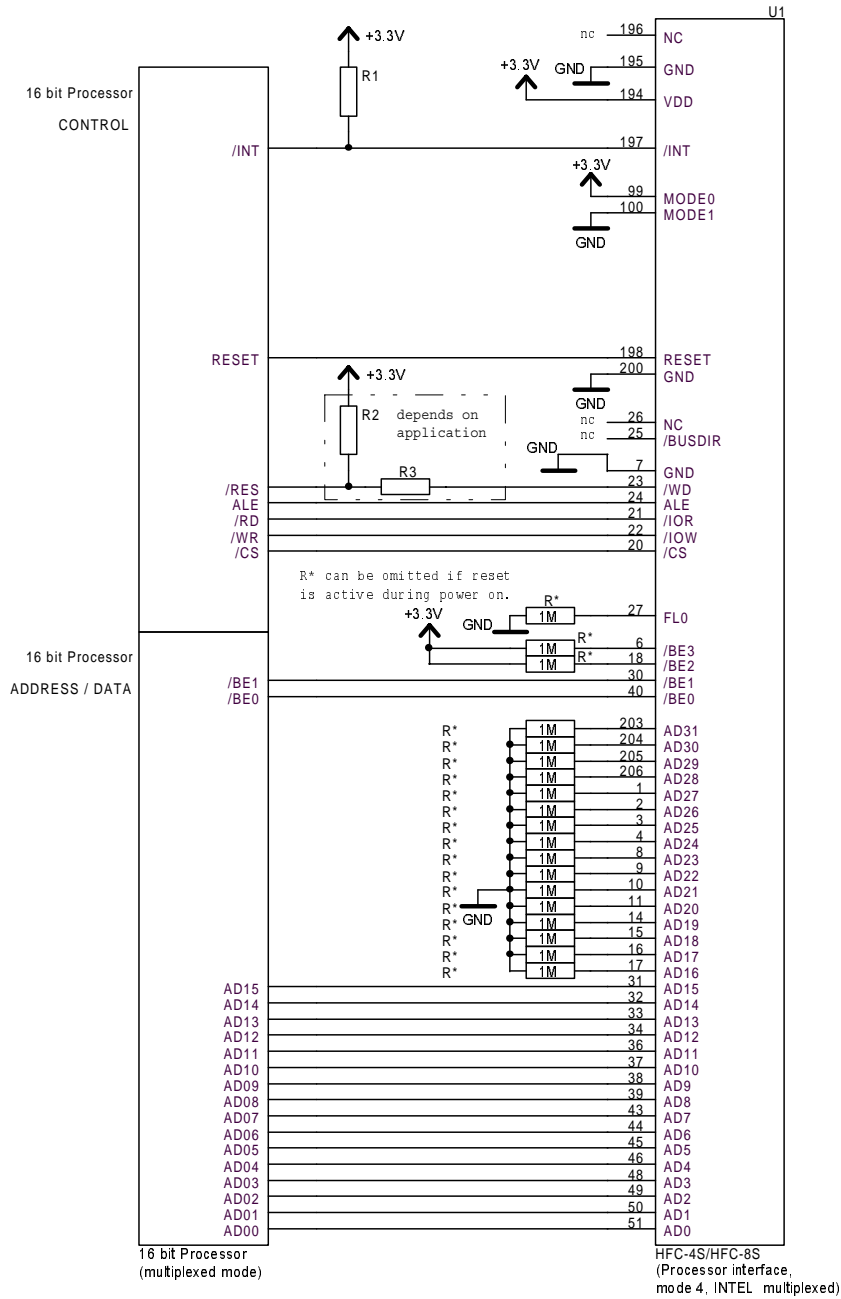 U1
nc 196 NC
+3.3V
R1
+3.3V GND 195 GND
194 VDD
16 bit Processor
CONTROL
/INT 197 /INT
+3.3V
99 MODE0
100 MODE1
GND
RESET 198 RESET
200 GND
+3.3V
GND
R2 depends on
application
nc 26 NC
nc 25 /BUSDIR
GND
7 GND
R3
/RES 23 /WD
ALE 24 ALE
/RD 21 /IOR
/WR 22 /IOW
/CS 20 /CS
R* can be omitted if reset
is active during power on.
R*
+3.3V GND 1M 27 FL0
16 bit Processor
ADDRESS / DATA
1M R* 6 /BE3
1M R* 18 /BE2
/BE1 30 /BE1
/BE0 40 /BE0
R* 1M 203 AD31
R* 1M 204 AD30
R* 1M 205 AD29
R* 1M 206 AD28
R* 1M 1 AD27
R* 1M 2 AD26
R* 1M 3 AD25
R* 1M 4 AD24
R* 1M 8 AD23
R* 1M 9 AD22
R* 1M 10 AD21
R* 1M 11 AD20
GND
R* 1M 14 AD19
R* 1M 15 AD18
R* 1M 16 AD17
R* 1M 17 AD16
AD15 31 AD15
AD14 32 AD14
AD13 33 AD13
AD12 34 AD12
AD11 36 AD11
AD10 37 AD10
AD09 38 AD9
AD08 39 AD8
AD07 43 AD7
AD06 44 AD6
AD05 45 AD5
AD04 46 AD4
AD03 48 AD3
AD02 49 AD2
AD01 50 AD1
AD00 51 AD0
16 bit Processor
(multiplexed mode)
HFC-4S/HFC-8S
(Processor interface,
mode 4, INTEL multiplexed)